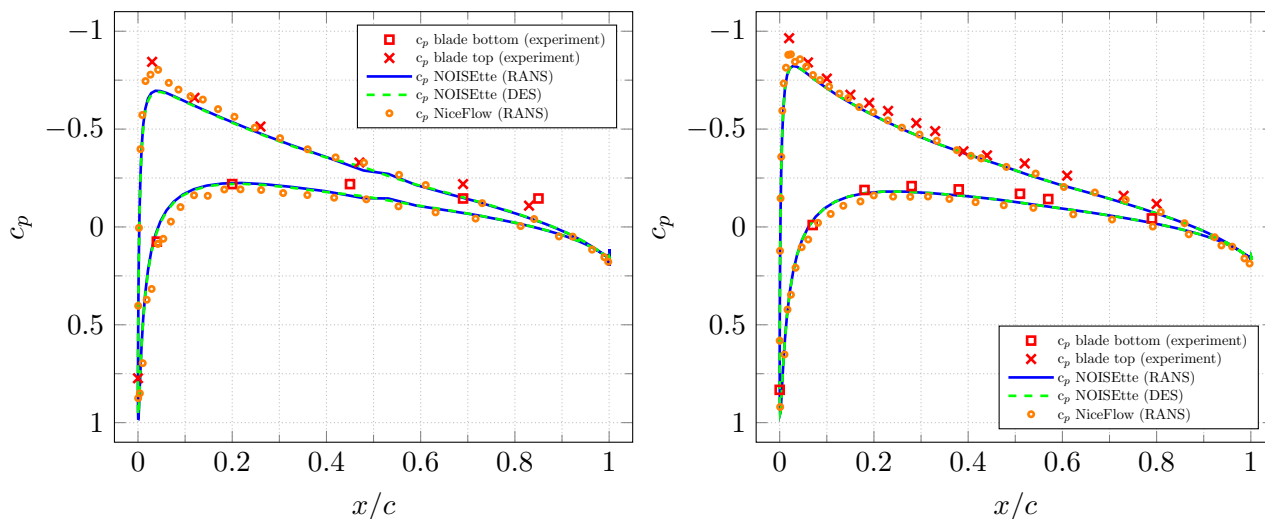 −1
−0.5
0
0.5
1
c_p
0 0.2 0.4 0.6 0.8 1
x/c
c_p blade bottom (experiment)
c_p blade top (experiment)
c_p NOISEtte (RANS)
c_p NOISEtte (DES)
c_p NiceFlow (RANS)
−1
−0.5
0
0.5
1
c_p
0 0.2 0.4 0.6 0.8 1
x/c
c_p blade bottom (experiment)
c_p blade top (experiment)
c_p NOISEtte (RANS)
c_p NOISEtte (DES)
c_p NiceFlow (RANS)